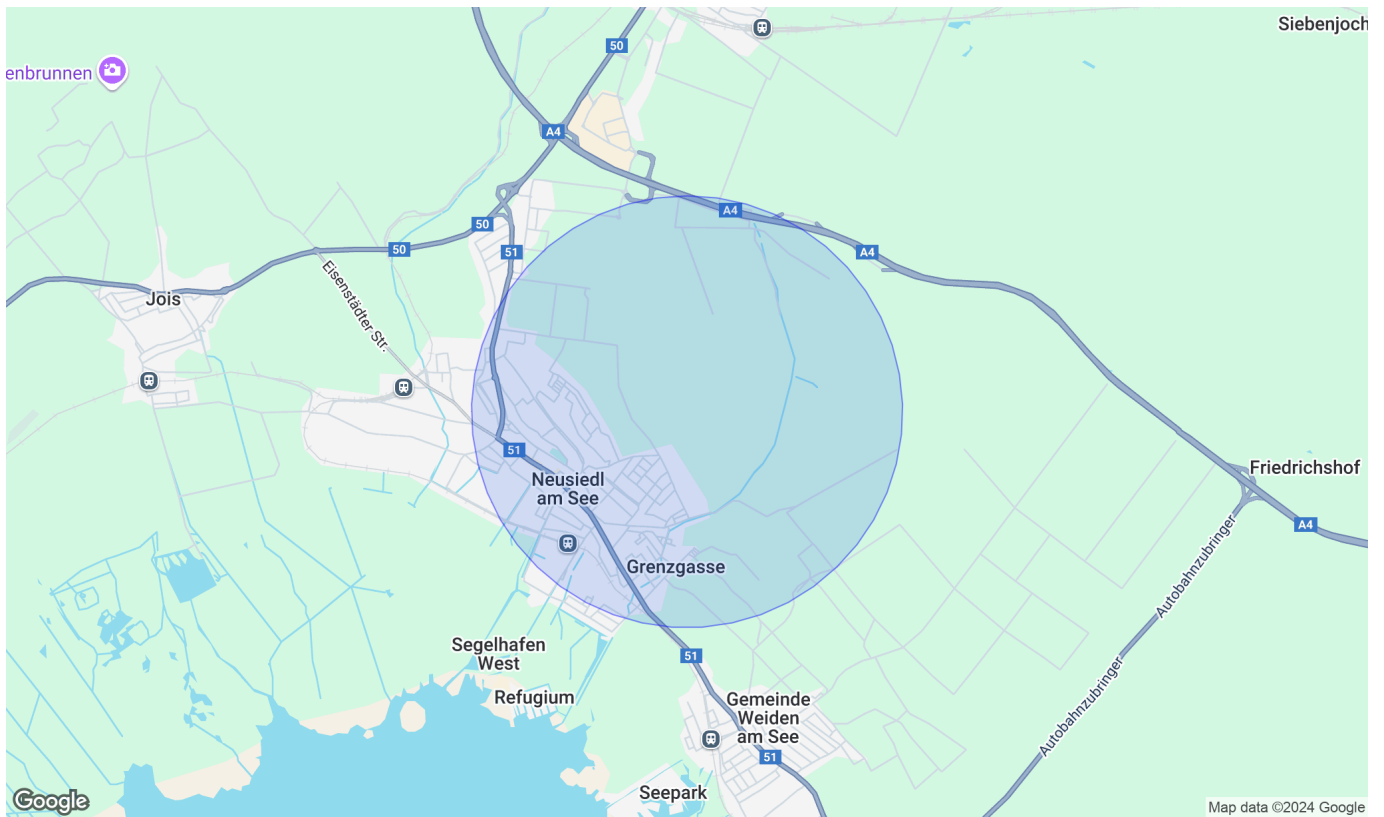 Siebenjoch
50
enbrunnen
A4
A4
50
50
51
A4
Eisenstädter Str.
Jois
51
Friedrichshof
Neusiedl
am See
A4
Grenzgasse
Autobahnzubringer
Segelhafen
West
51
Refugium
Gemeinde
Weiden
am See
Autobahnzubringer
51
Seepark
Google
Map data ©2024 Google